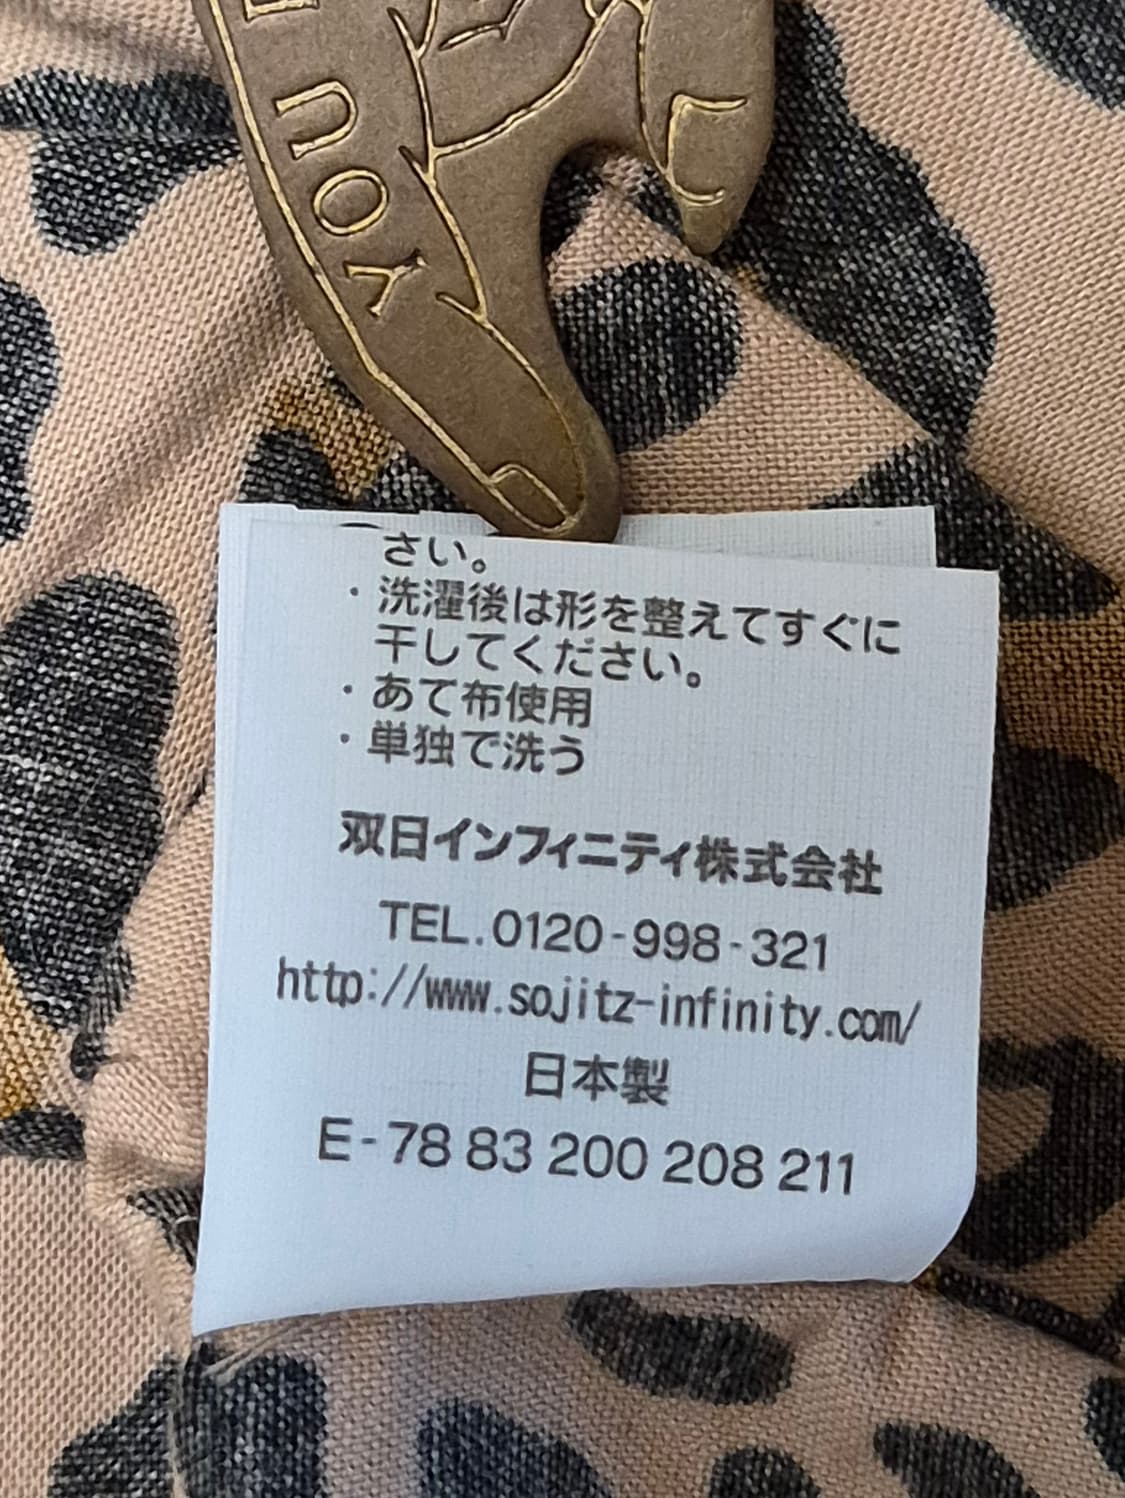 YOU
さい。
・洗濯後は形を整えてすぐに
干してください。
・あて布使用
・単独で洗う
双日インフィニティ株式会社
TEL.0120-998-321
http://www.sojitz-infinity.com/
日本製
E-78 83 200 208 211